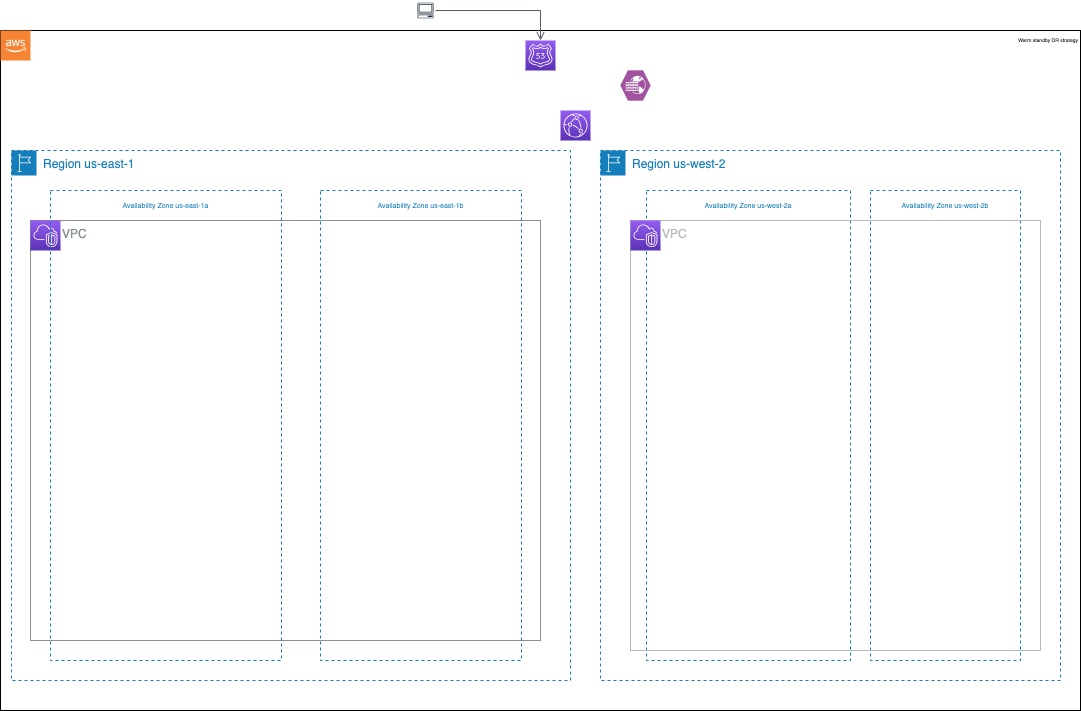 aws
Warm standby DR strategy
53
Region us-east-1
Region us-west-2
Availability Zone us-east-1a
Availability Zone us-east-1b
Availability Zone us-west-2a
Availability Zone us-west-2b
VPC
VPC